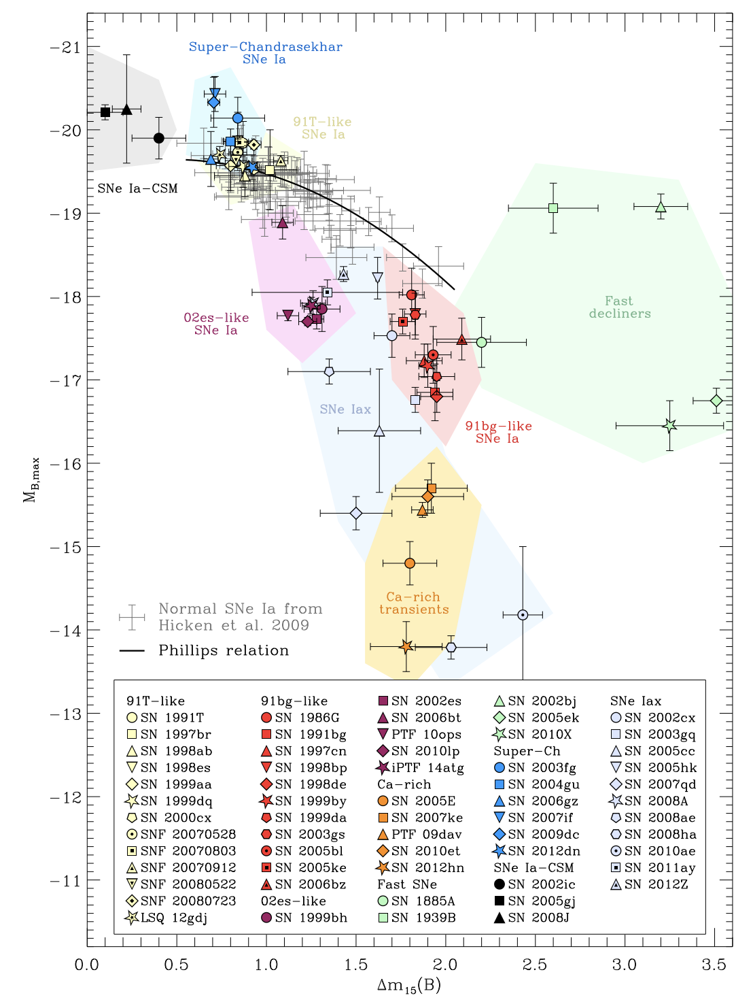 Super-Chandrasekhar
SNe Ia
91T-like
SNe Ia
SNe Ia-CSM
02es-like
SNe Ia
Fast
decliners
SNe Iax
91bg-like
SNe Ia
Ca-rich
transients
Normal SNe Ia from
Hicken et al. 2009
Phillips relation
-21
-20
-19
-18
-17
-16
-15
-14
-13
-12
-11
M_B,max
91T-like
SN 1991T
SN 1997br
SN 1998ab
SN 1998es
SN 1999aa
SN 1999dq
SN 2000cx
SNF 20070528
SNF 20070803
SNF 20070912
SNF 20080522
SNF 20080723
LSQ 12gdj
91bg-like
SN 1986G
SN 1991bg
SN 1997cn
SN 1998bp
SN 1998de
SN 1999by
SN 1999da
SN 2003gs
SN 2005bl
SN 2005ke
SN 2006bz
02es-like
SN 1999bh
SN 2002es
SN 2006bt
PTF 10ops
SN 2010lp
iPTF 14atg
Ca-rich
SN 2005E
SN 2007ke
PTF 09dav
SN 2010et
SN 2012hn
Fast SNe
SN 1885A
SN 1939B
SN 2002bj
SN 2005ek
SN 2010X
Super-Ch
SN 2003fg
SN 2004gu
SN 2006gz
SN 2007if
SN 2009dc
SN 2012dn
SNe Ia-CSM
SN 2002ic
SN 2005gj
SN 2008J
SNe Iax
SN 2002cx
SN 2003gq
SN 2005cc
SN 2005hk
SN 2007qd
SN 2008A
SN 2008ae
SN 2008ha
SN 2010ae
SN 2011ay
SN 2012Z
0.0 0.5 1.0 1.5 2.0 2.5 3.0 3.5
Δm₁₅(B)